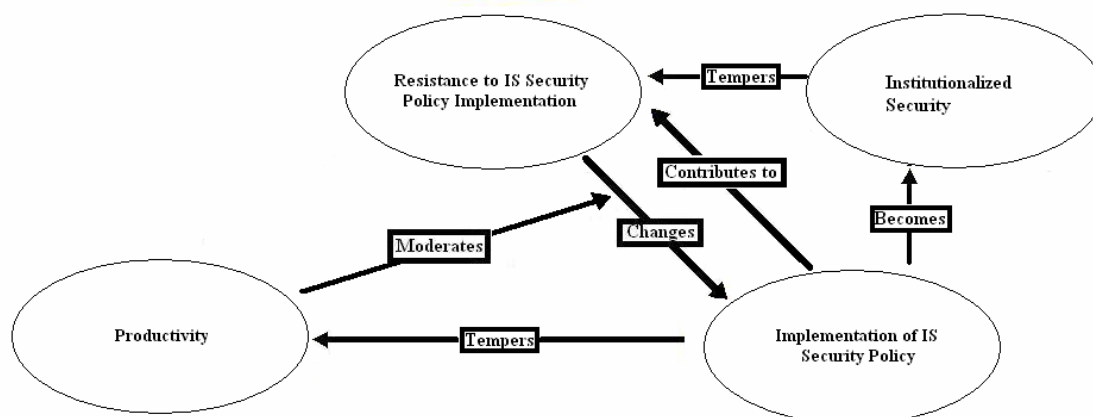 Resistance to IS Security
Policy Implementation
Tempers
Institutionalized
Security
Contributes to
Becomes
Changes
Moderates
Productivity
Tempers
Implementation of IS
Security Policy